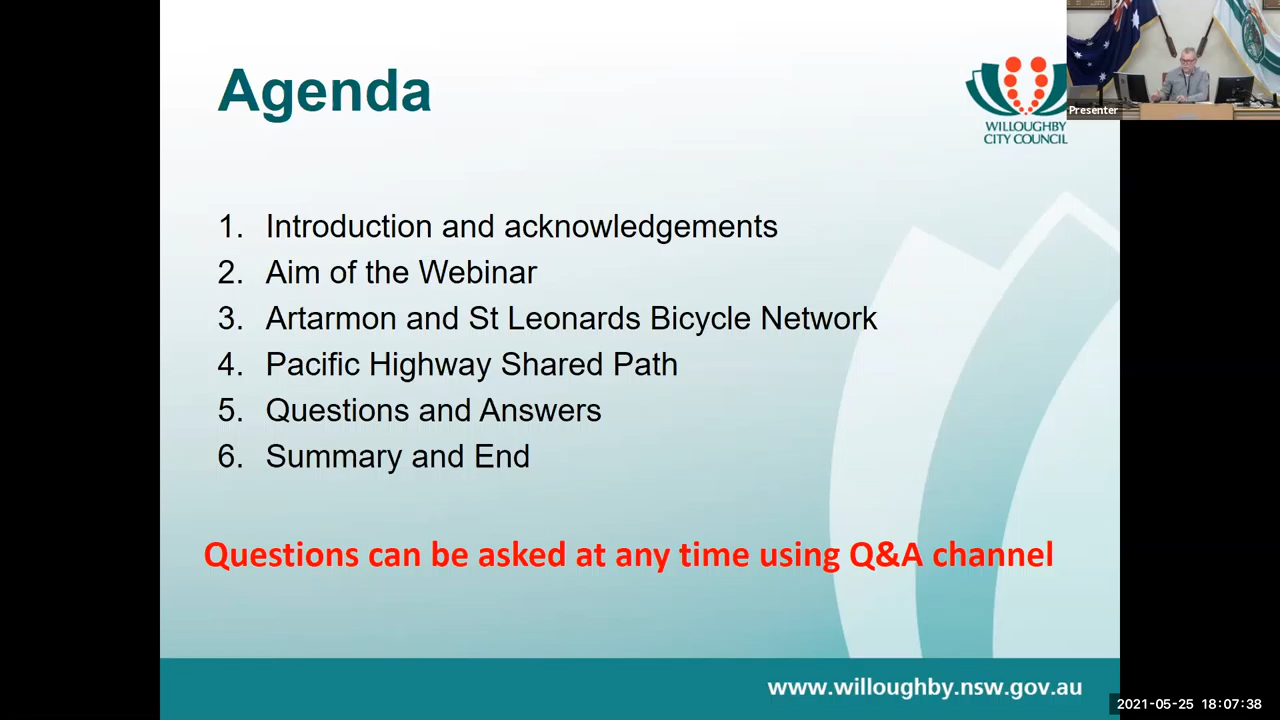 Agenda
WILLOUGHBY
CITY COUNCIL
Presenter
1. Introduction and acknowledgements
2. Aim of the Webinar
3. Artarmon and St Leonards Bicycle Network
4. Pacific Highway Shared Path
5. Questions and Answers
6. Summary and End
Questions can be asked at any time using Q&A channel
www.willoughby.nsw.gov.au
2021-05-25 18:07:38